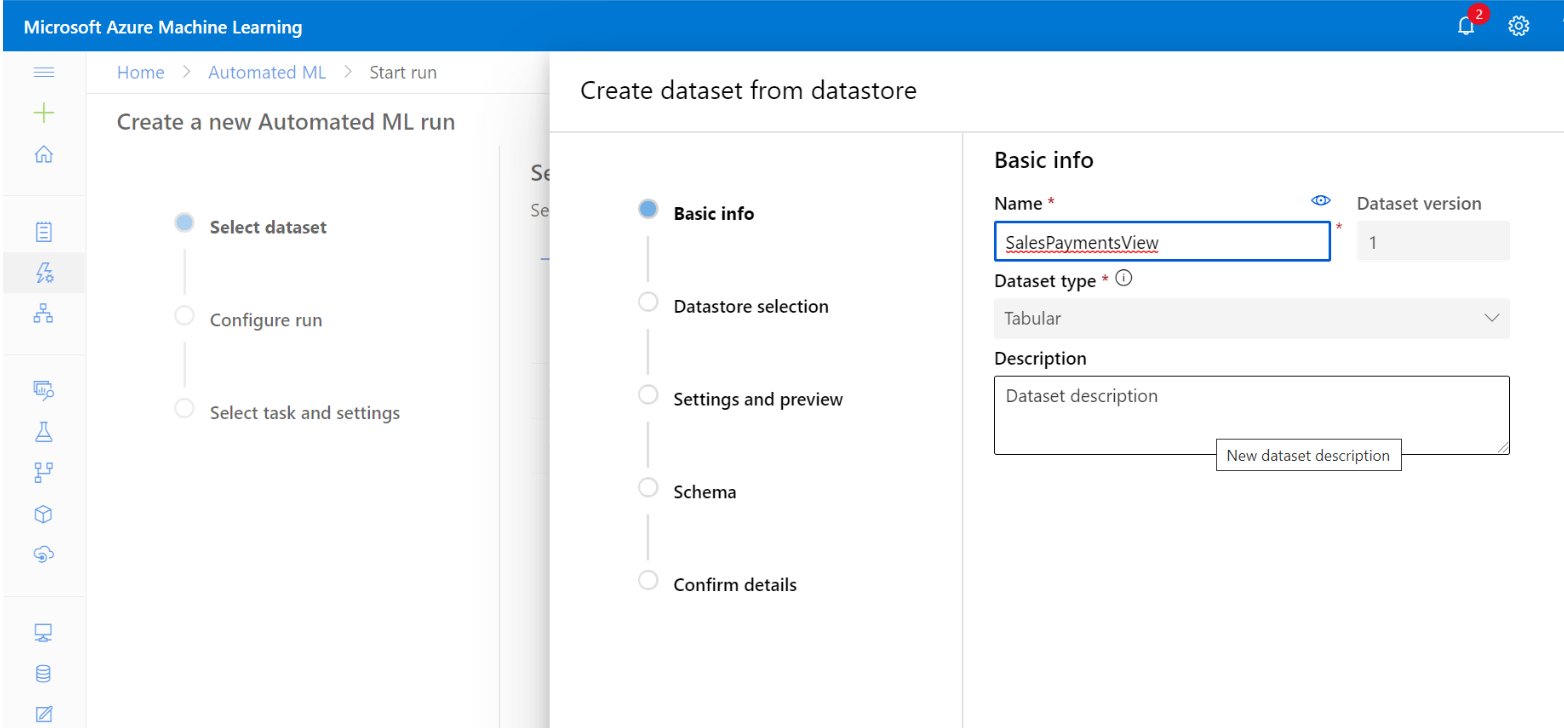 Microsoft Azure Machine Learning
2
Home > Automated ML > Start run
Create a new Automated ML run
Select dataset
Configure run
Select task and settings
Se
Se
Create dataset from datastore
Basic info
Datastore selection
Settings and preview
Schema
Confirm details
Basic info
Name *
Dataset version
SalesPaymentsView *
1
Dataset type *
Tabular
Description
Dataset description
New dataset description